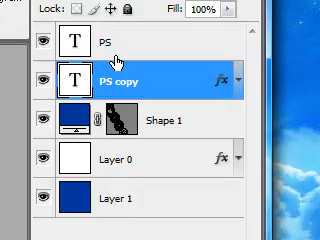 Lock: Fill: 100%
T PS
T PS copy fx
Shape 1
Layer 0 fx
Layer 1